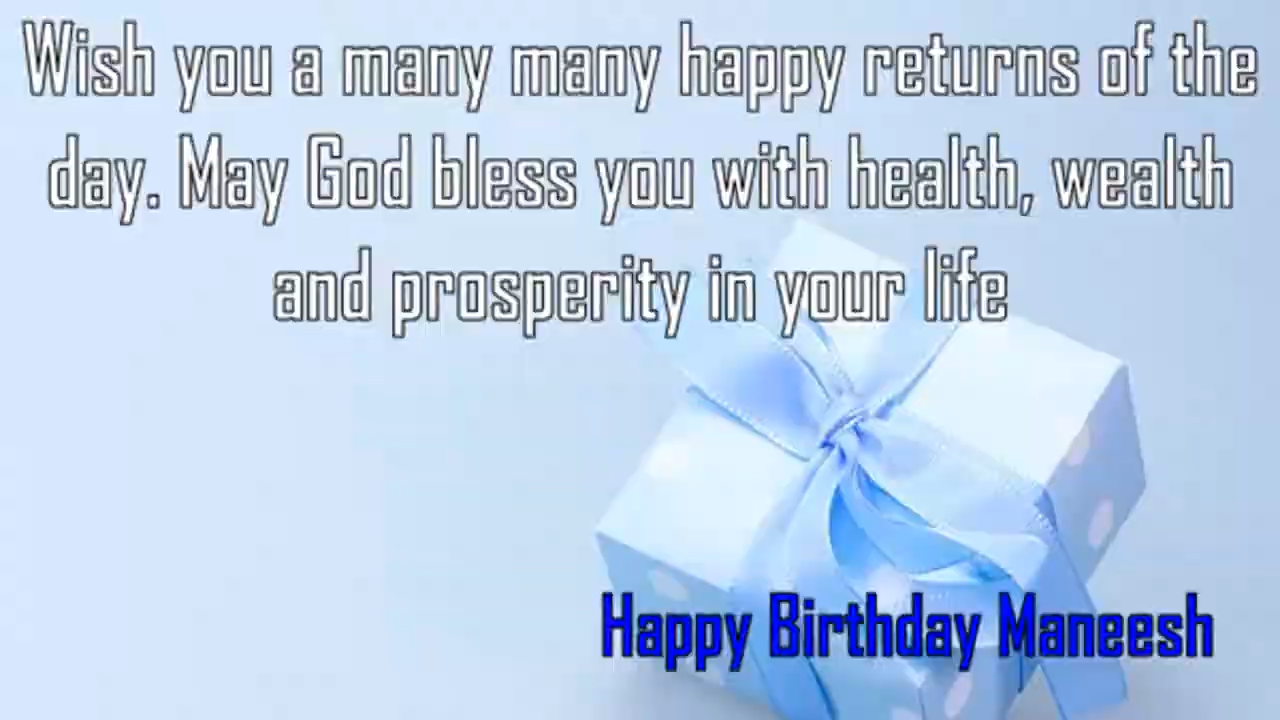 Wish you a many many happy returns of the
day. May God bless you with health, wealth
and prosperity in your life
Happy Birthday Maneesh